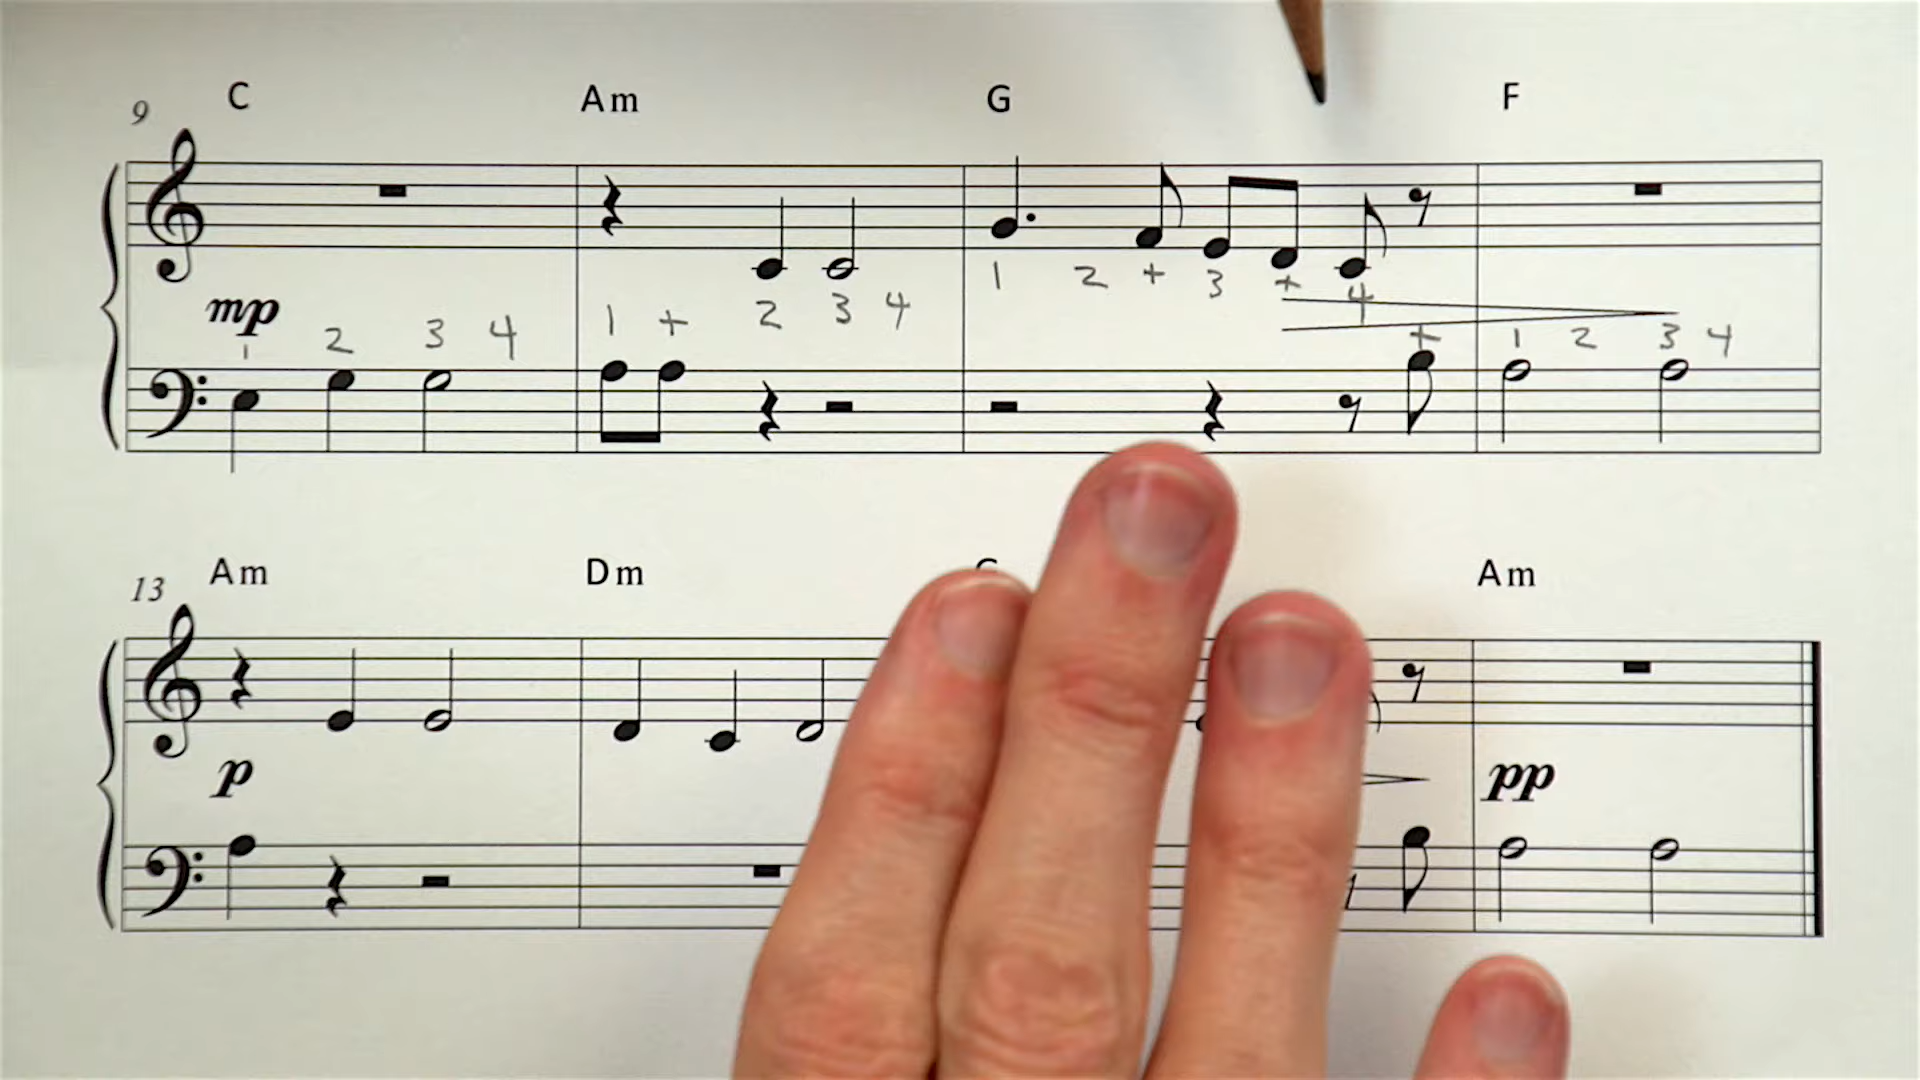 9 C Am G F
mp
1 2 3 4 1 + 2 3 4 1 2 + 3 + 4 + 1 2 3 4
13 Am Dm Am
p pp